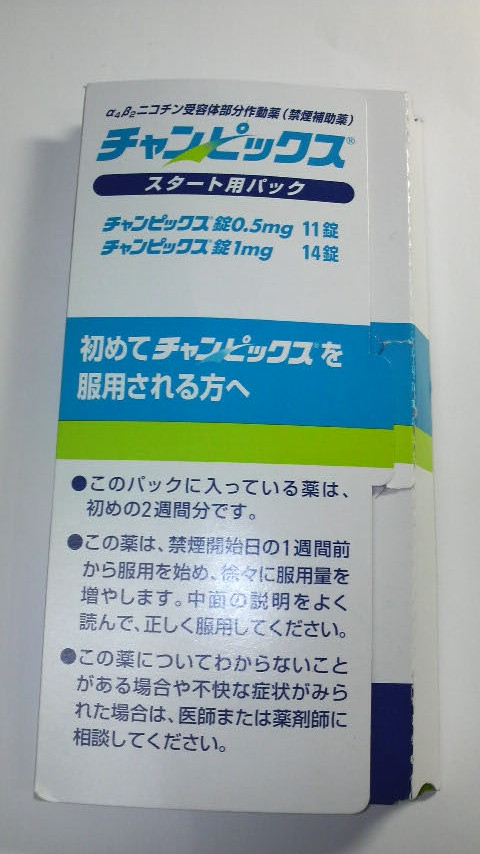 α4β2ニコチン受容体部分作動薬(禁煙補助薬)
チャンピックス®
スタート用パック
チャンピックス®錠0.5mg 11錠
チャンピックス®錠1mg 14錠
初めてチャンピックス®を
服用される方へ
●このパックに入っている薬は、
初めの2週間分です。
●この薬は、禁煙開始日の1週間前
から服用を始め、徐々に服用量を
増やします。中面の説明をよく
読んで、正しく服用してください。
●この薬についてわからないこと
がある場合や不快な症状がみら
れた場合は、医師または薬剤師に
相談してください。